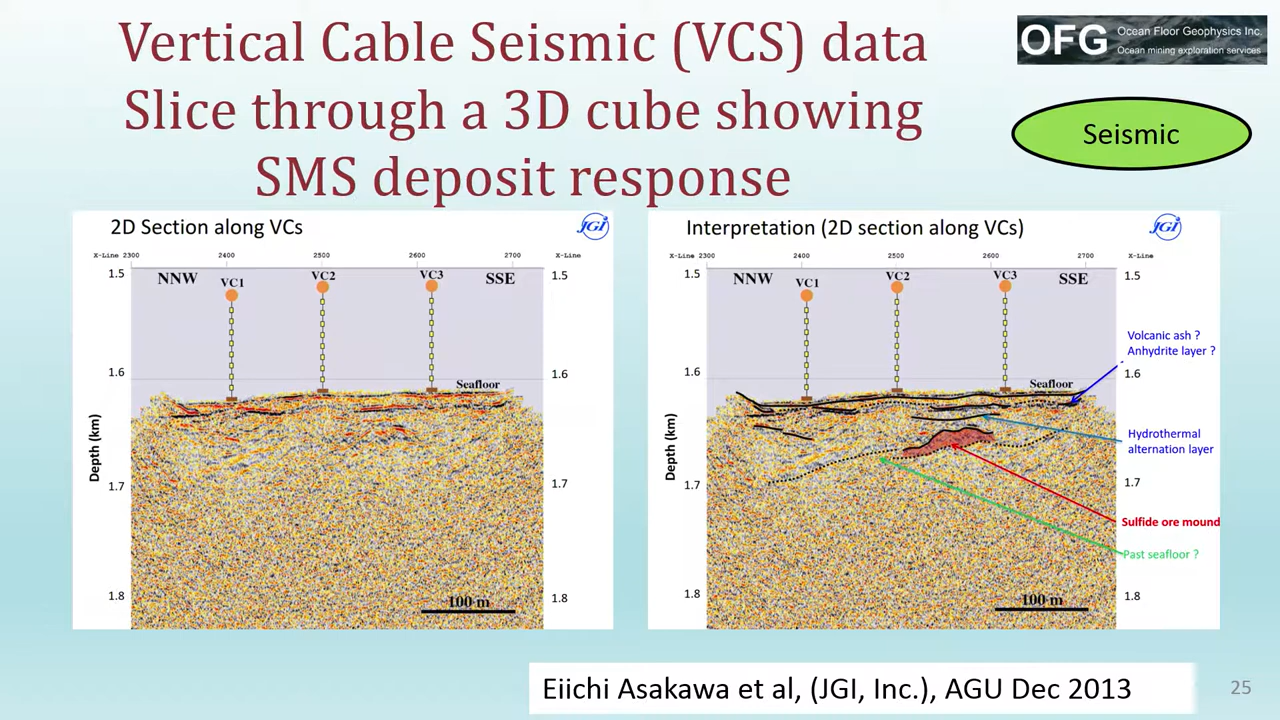 Vertical Cable Seismic (VCS) data
Slice through a 3D cube showing
SMS deposit response
OFG
Ocean Floor Geophysics Inc.
Ocean mining exploration services
Seismic
2D Section along VCs
JGI
X-Line 2300 2400 2500 2600 2700 X-Line
1.5 NNW VC1 VC2 VC3 SSE 1.5
1.6 1.6
Seafloor
Depth (km)
1.7 1.7
1.8 1.8
100 m
Interpretation (2D section along VCs)
JGI
X-Line 2300 2400 2500 2600 2700 X-Line
1.5 NNW VC1 VC2 VC3 SSE 1.5
Volcanic ash ?
Anhydrite layer ?
1.6 1.6
Seafloor
Depth (km)
Hydrothermal
alternation layer
1.7 1.7
Sulfide ore mound
Past seafloor ?
1.8 1.8
100 m
Eiichi Asakawa et al, (JGI, Inc.), AGU Dec 2013
25